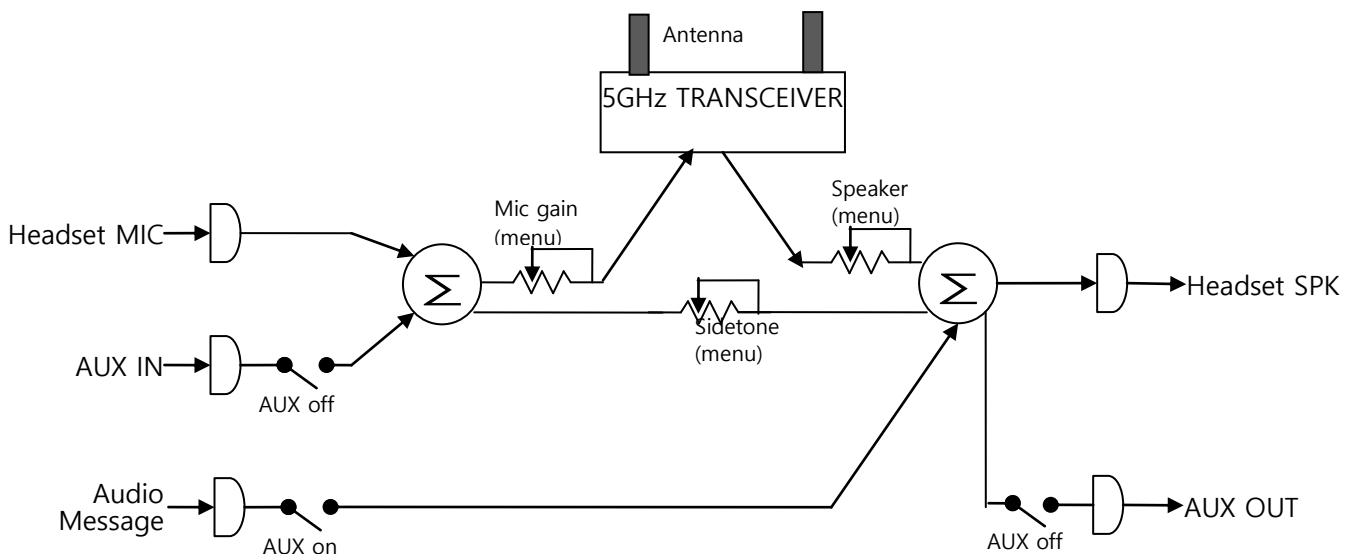 Antenna
5GHz TRANSCEIVER
Speaker
(menu)
Mic gain
(menu)
Headset MIC
Σ
Σ
Headset SPK
Sidetone
(menu)
AUX IN
AUX off
Audio
Message
AUX on
AUX OUT
AUX off